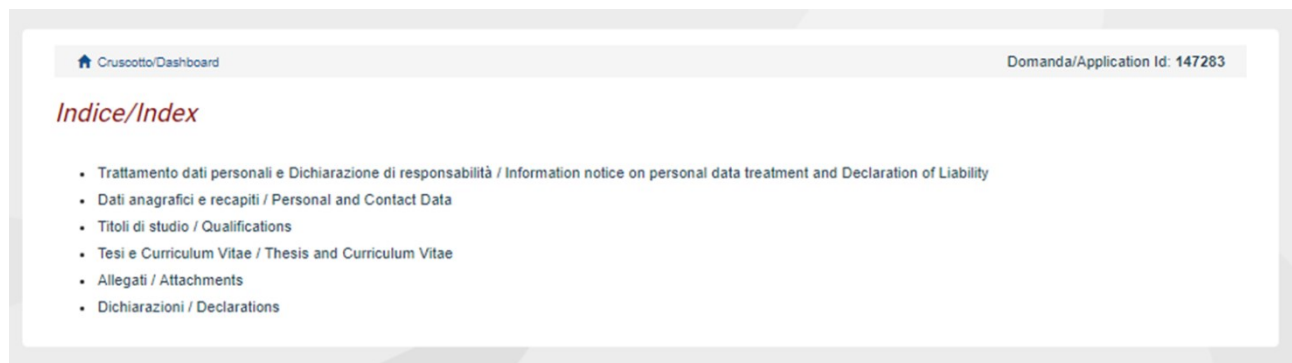 Cruscotto/Dashboard Domanda/Application Id: 147283
Indice/Index
• Trattamento dati personali e Dichiarazione di responsabilità / Information notice on personal data treatment and Declaration of Liability
• Dati anagrafici e recapiti / Personal and Contact Data
• Titoli di studio / Qualifications
• Tesi e Curriculum Vitae / Thesis and Curriculum Vitae
• Allegati / Attachments
• Dichiarazioni / Declarations